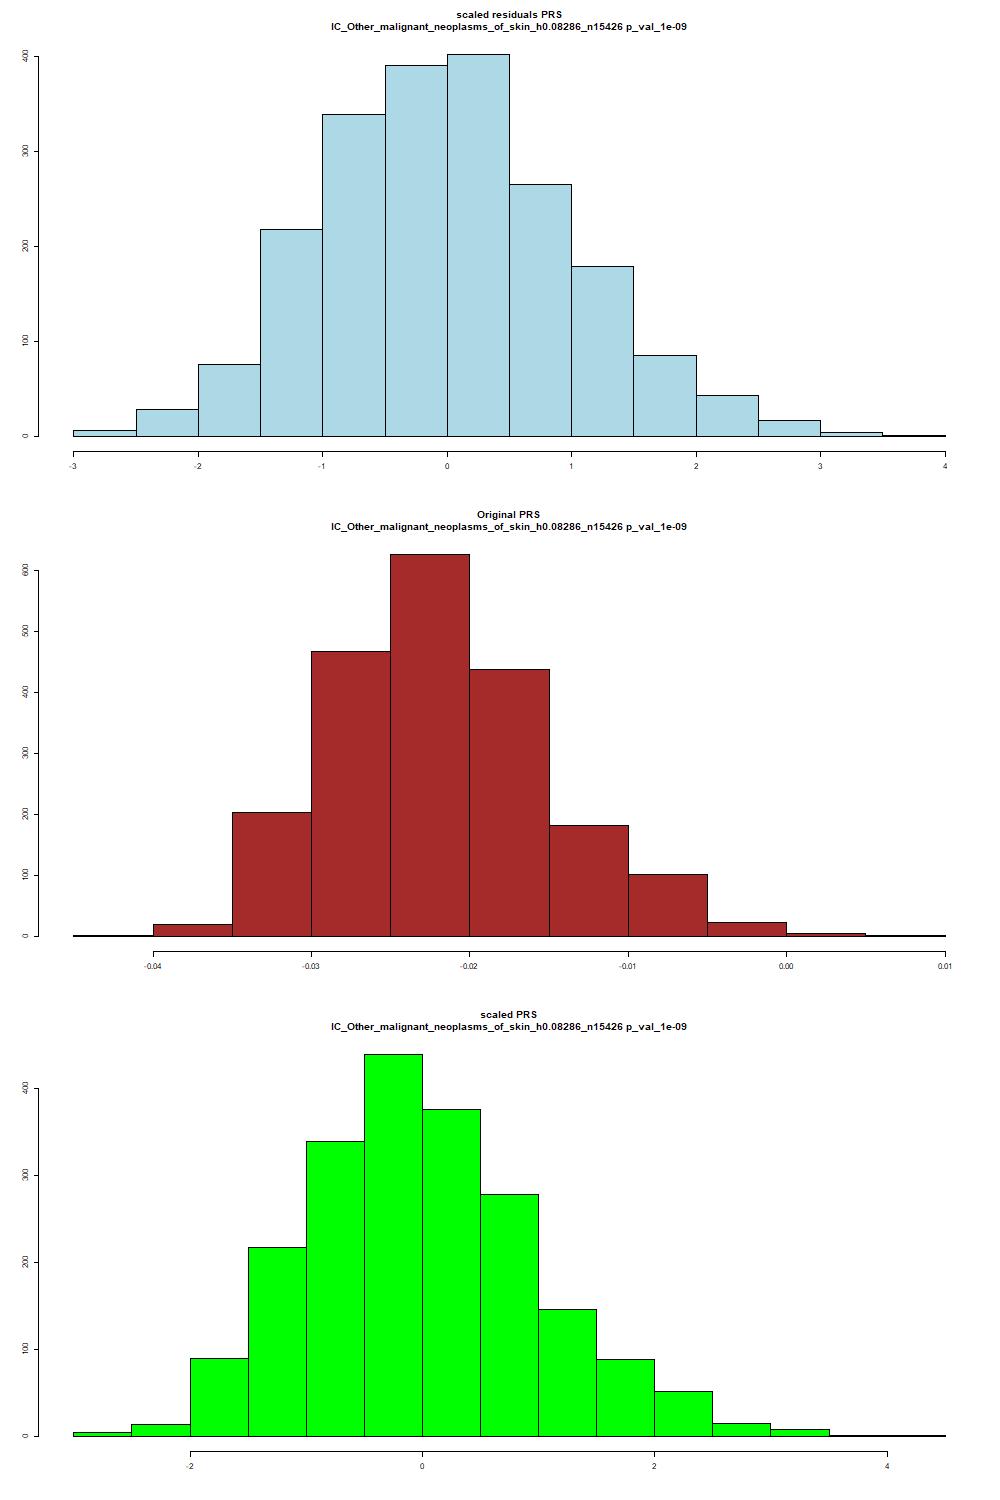 scaled residuals PRS
IC_Other_malignant_neoplasms_of_skin_h0.08286_n15426 p_val_1e-09
400
300
200
100
0
-3 -2 -1 0 1 2 3 4
Original PRS
IC_Other_malignant_neoplasms_of_skin_h0.08286_n15426 p_val_1e-09
600
500
400
300
200
100
0
-0.04 -0.03 -0.02 -0.01 0.00 0.01
scaled PRS
IC_Other_malignant_neoplasms_of_skin_h0.08286_n15426 p_val_1e-09
400
300
200
100
0
-2 0 2 4